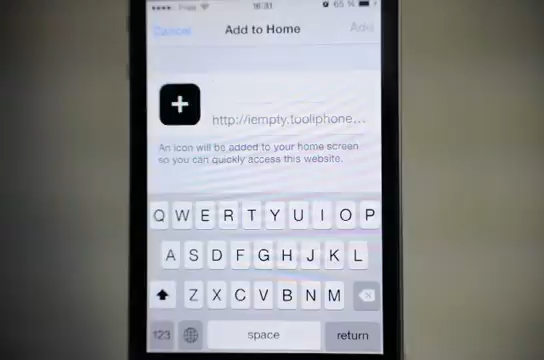 16:31 65 %
Cancel Add to Home Add
http://iempty.tooliphone...
An icon will be added to your home screen
so you can quickly access this website.
Q W E R T Y U I O P
A S D F G H J K L
Z X C V B N M
123 space return